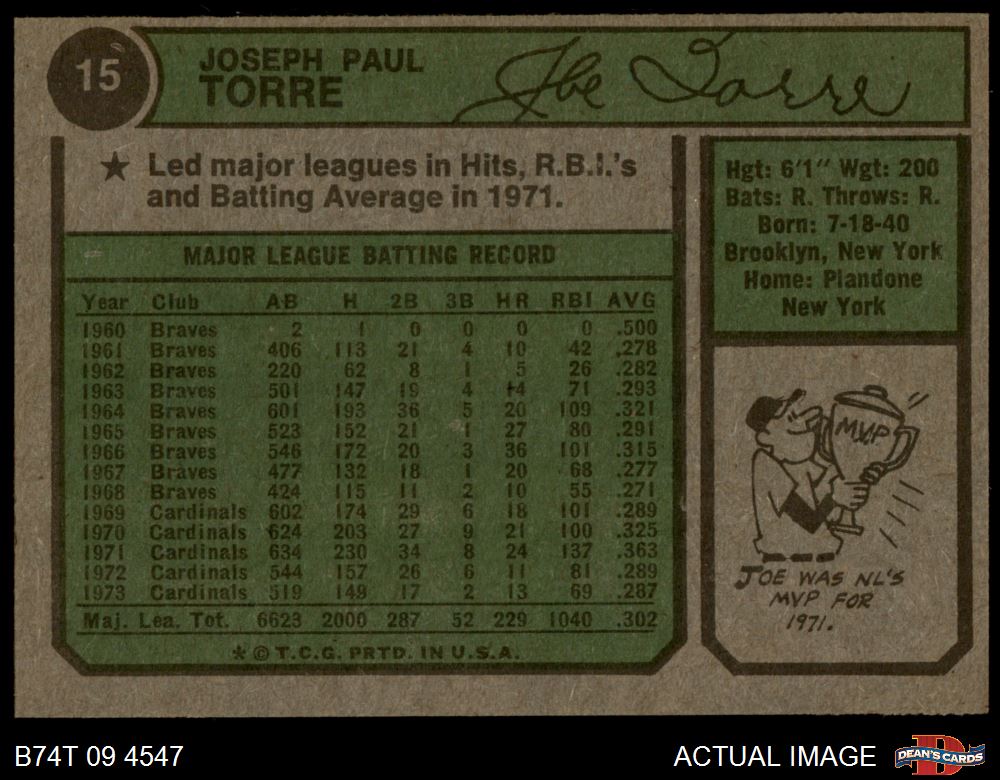 15
JOSEPH PAUL
TORRE
Joe Torre
★ Led major leagues in Hits, R.B.I.'s
and Batting Average in 1971.
MAJOR LEAGUE BATTING RECORD
Year Club AB H 2B 3B HR RBI AVG
1960 Braves 2 1 0 0 0 0 .500
1961 Braves 406 113 21 4 10 42 .278
1962 Braves 220 62 8 1 5 26 .282
1963 Braves 501 147 19 4 14 71 .293
1964 Braves 601 193 36 5 20 109 .321
1965 Braves 523 152 21 1 27 80 .291
1966 Braves 546 172 20 3 36 101 .315
1967 Braves 477 132 18 1 20 68 .277
1968 Braves 424 115 11 2 10 55 .271
1969 Cardinals 602 174 29 6 18 101 .289
1970 Cardinals 624 203 27 9 21 100 .325
1971 Cardinals 634 230 34 8 24 137 .363
1972 Cardinals 544 157 26 6 11 81 .289
1973 Cardinals 519 149 17 2 13 69 .287
Maj. Lea. Tot. 6623 2000 287 52 229 1040 .302
* © T.C.G. PRTD. IN U.S.A.
Hgt: 6'1" Wgt: 200
Bats: R. Throws: R.
Born: 7-18-40
Brooklyn, New York
Home: Plandone
New York
MVP
JOE WAS NL'S
MVP FOR
1971.
B74T 09 4547
ACTUAL IMAGE
DEAN'S CARDS